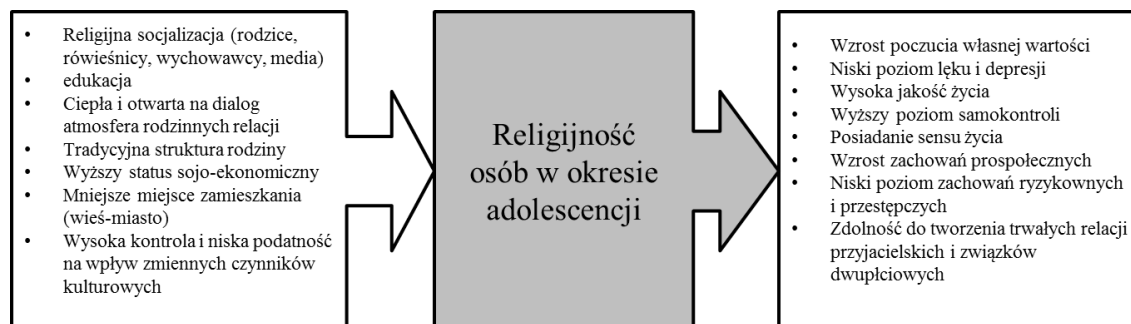 • Religijna socjalizacja (rodzice,
rówieśnicy, wychowawcy, media)
• edukacja
• Ciepła i otwarta na dialog
atmosfera rodzinnych relacji
• Tradycyjna struktura rodziny
• Wyższy status sojo-ekonomiczny
• Mniejsze miejsce zamieszkania
(wieś-miasto)
• Wysoka kontrola i niska podatność
na wpływ zmiennych czynników
kulturowych
Religijność
osób w okresie
adolescencji
• Wzrost poczucia własnej wartości
• Niski poziom lęku i depresji
• Wysoka jakość życia
• Wyższy poziom samokontroli
• Posiadanie sensu życia
• Wzrost zachowań prospołecznych
• Niski poziom zachowań ryzykownych
i przestępczych
• Zdolność do tworzenia trwałych relacji
przyjacielskich i związków
dwupłciowych